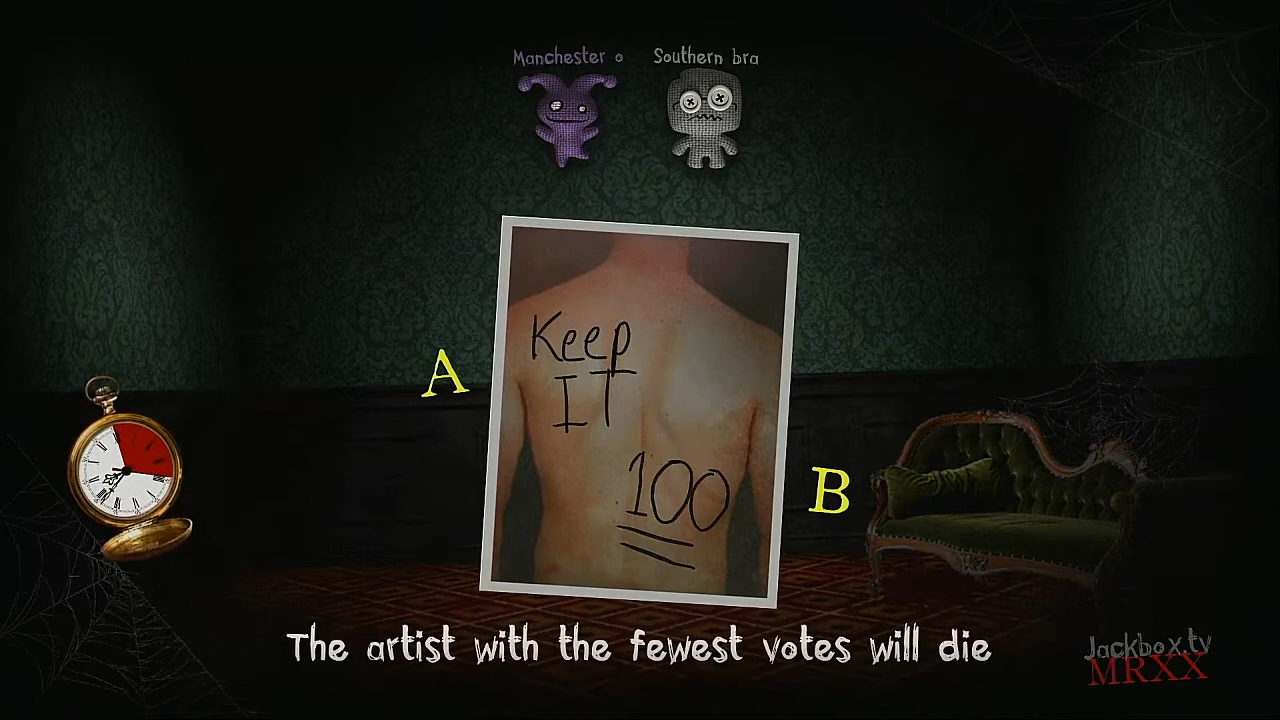 Manchester o
Southern bra
Keep
IT
100
A
B
The artist with the fewest votes will die
Jackbox.tv
MRXX